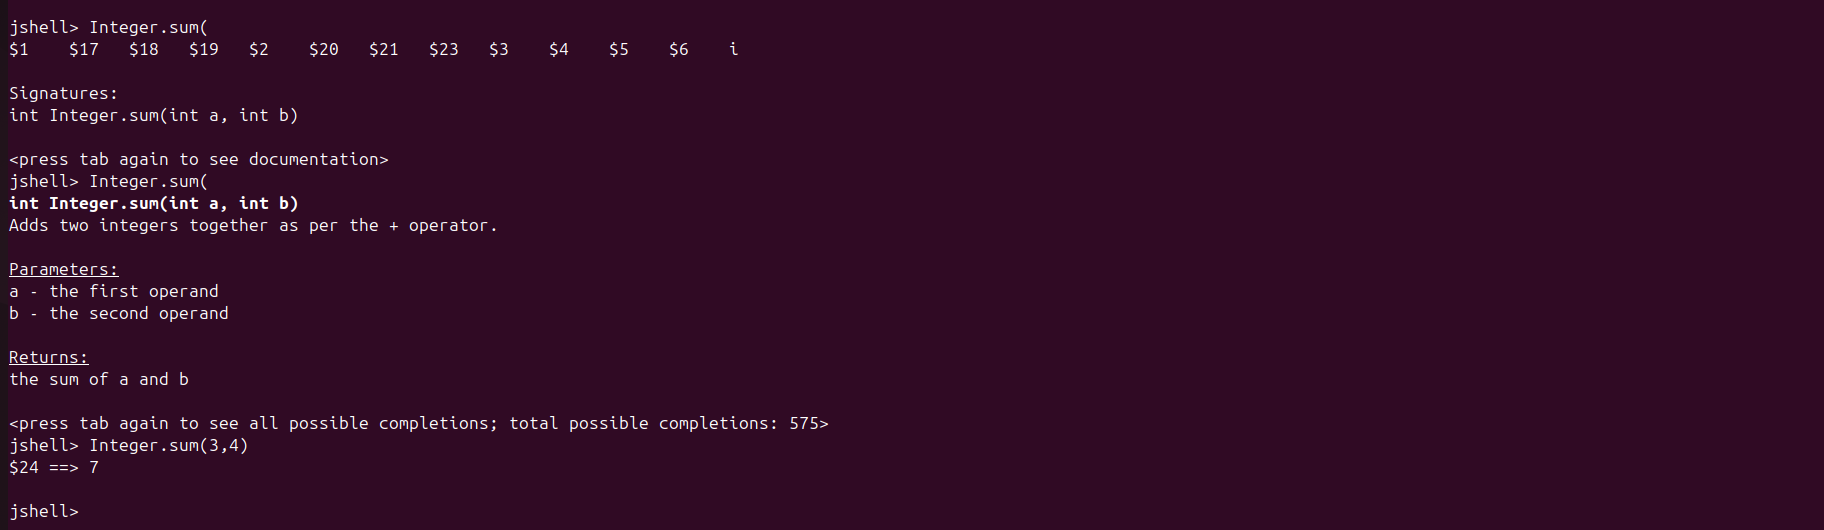 jshell> Integer.sum(
$1    $17   $18   $19   $2    $20   $21   $23   $3    $4    $5    $6    i
Signatures:
int Integer.sum(int a, int b)
<press tab again to see documentation>
jshell> Integer.sum(
int Integer.sum(int a, int b)
Adds two integers together as per the + operator.
Parameters:
a - the first operand
b - the second operand
Returns:
the sum of a and b
<press tab again to see all possible completions; total possible completions: 575>
jshell> Integer.sum(3,4)
$24 ==> 7
jshell>